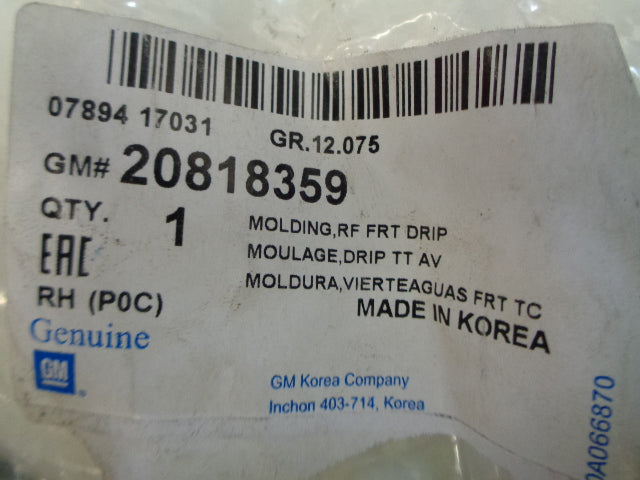 07894 17031
GR.12.075
GM# 20818359
QTY. 1
MOLDING,RF FRT DRIP
MOULAGE,DRIP TT AV
MOLDURA,VIERTEAGUAS FRT TC
EAC
RH (P0C)
MADE IN KOREA
Genuine
GM
®
GM Korea Company
Inchon 403-714, Korea
0A066870